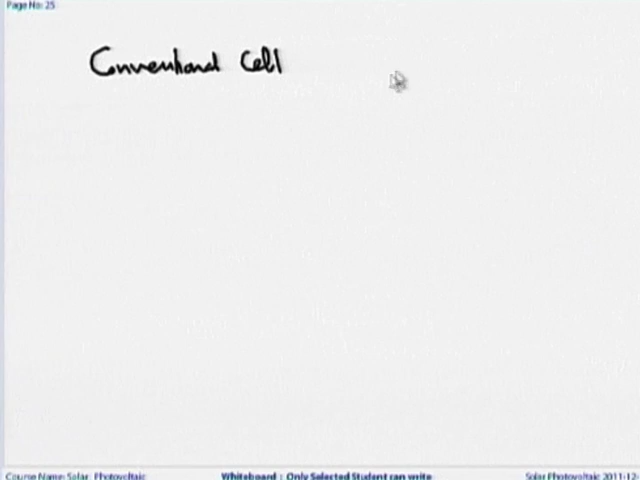 Page No: 25
Conventional Cell
Course Name: Solar Photovoltaic
Whiteboard : Only Selected Student can write
Solar Photovoltaic 2011-12-